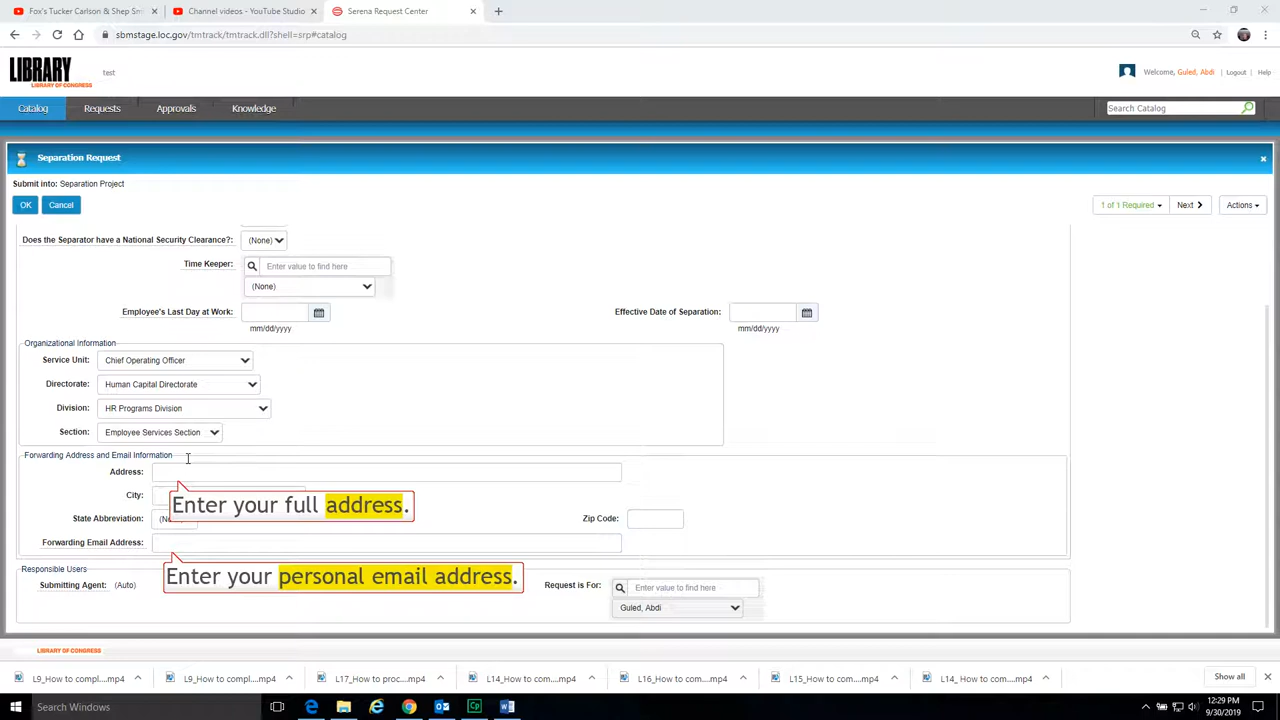 Fox's Tucker Carlson & Shep Sm
Channel videos - YouTube Studio
Serena Request Center
sbmstage.loc.gov/tmtrack/tmtrack.dll?shell=srp#catalog
LIBRARY
LIBRARY OF CONGRESS
test
Welcome, Guled, Abdi | Logout | Help
Catalog Requests Approvals Knowledge
Search Catalog
Separation Request
Submit into: Separation Project
OK Cancel
1 of 1 Required Next Actions
Does the Separator have a National Security Clearance?: (None)
Time Keeper: Enter value to find here
(None)
Employee's Last Day at Work: Effective Date of Separation:
mm/dd/yyyy mm/dd/yyyy
Organizational Information
Service Unit: Chief Operating Officer
Directorate: Human Capital Directorate
Division: HR Programs Division
Section: Employee Services Section
Forwarding Address and Email Information
Address:
City:
Enter your full address.
State Abbreviation: Zip Code:
Forwarding Email Address:
Enter your personal email address.
Responsible Users
Submitting Agent: (Auto) Request is For: Enter value to find here
Guled, Abdi
LIBRARY OF CONGRESS
L9_How to compl....mp4
L9_How to compl....mp4
L17_How to proc....mp4
L14_How to com....mp4
L16_How to com....mp4
L15_How to com....mp4
L14_ How to com....mp4
Show all
Search Windows
12:29 PM
9/30/2019